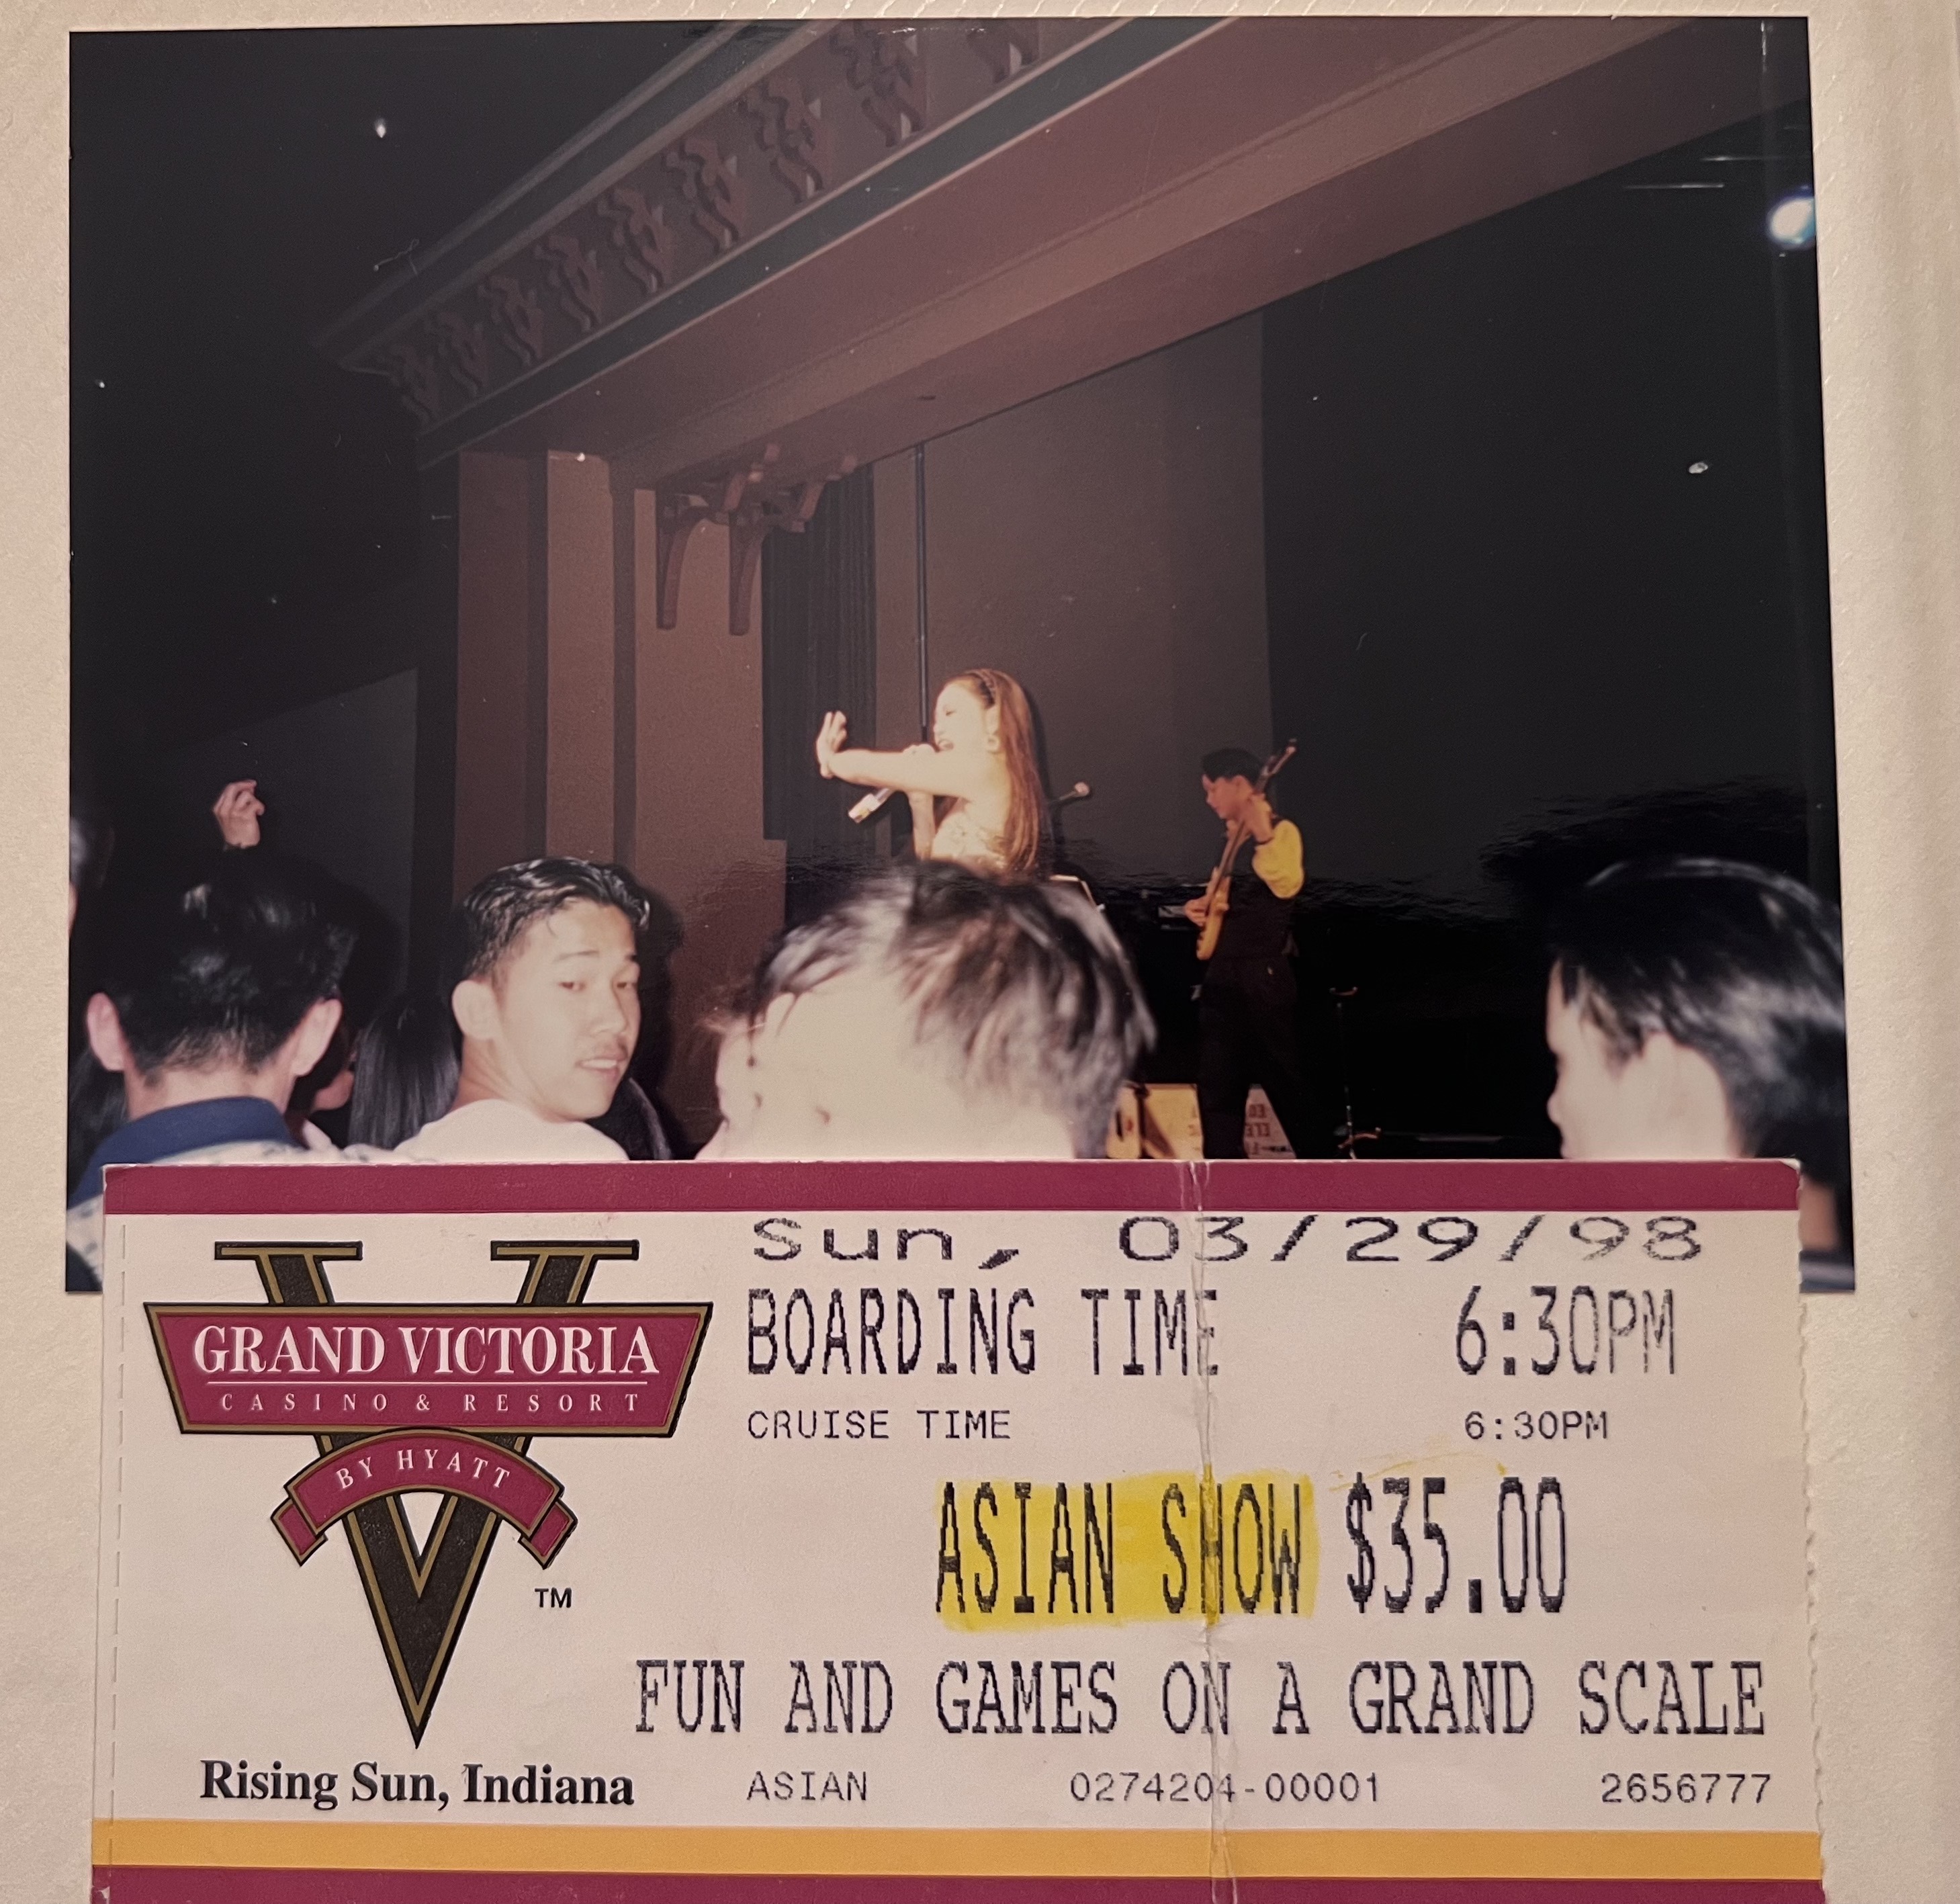 Sun, 03/29/98
GRAND VICTORIA
CASINO & RESORT
BY HYATT
TM
BOARDING TIME 6:30PM
CRUISE TIME 6:30PM
ASIAN SHOW $35.00
FUN AND GAMES ON A GRAND SCALE
Rising Sun, Indiana
ASIAN 0274204-00001 2656777